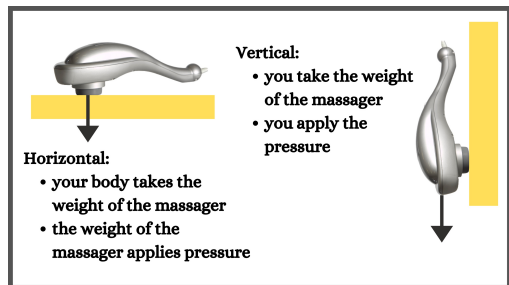 Vertical:
• you take the weight
of the massager
• you apply the
pressure
Horizontal:
• your body takes the
weight of the massager
• the weight of the
massager applies pressure